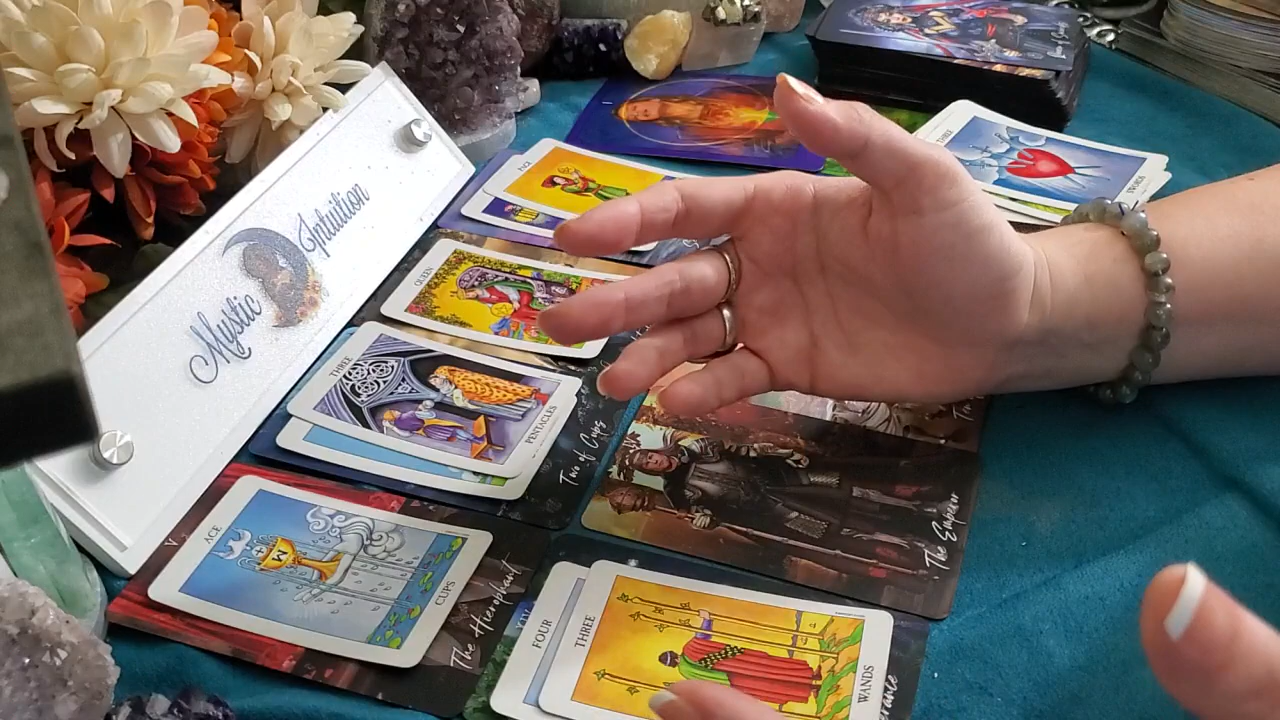 Mystic Intuition
PAGE
THREE
SWORDS
QUEEN
THREE
PENTACLES
Two of Cups
The Emperor
V
ACE
CUPS
The Hierophant
FOUR
THREE
WANDS